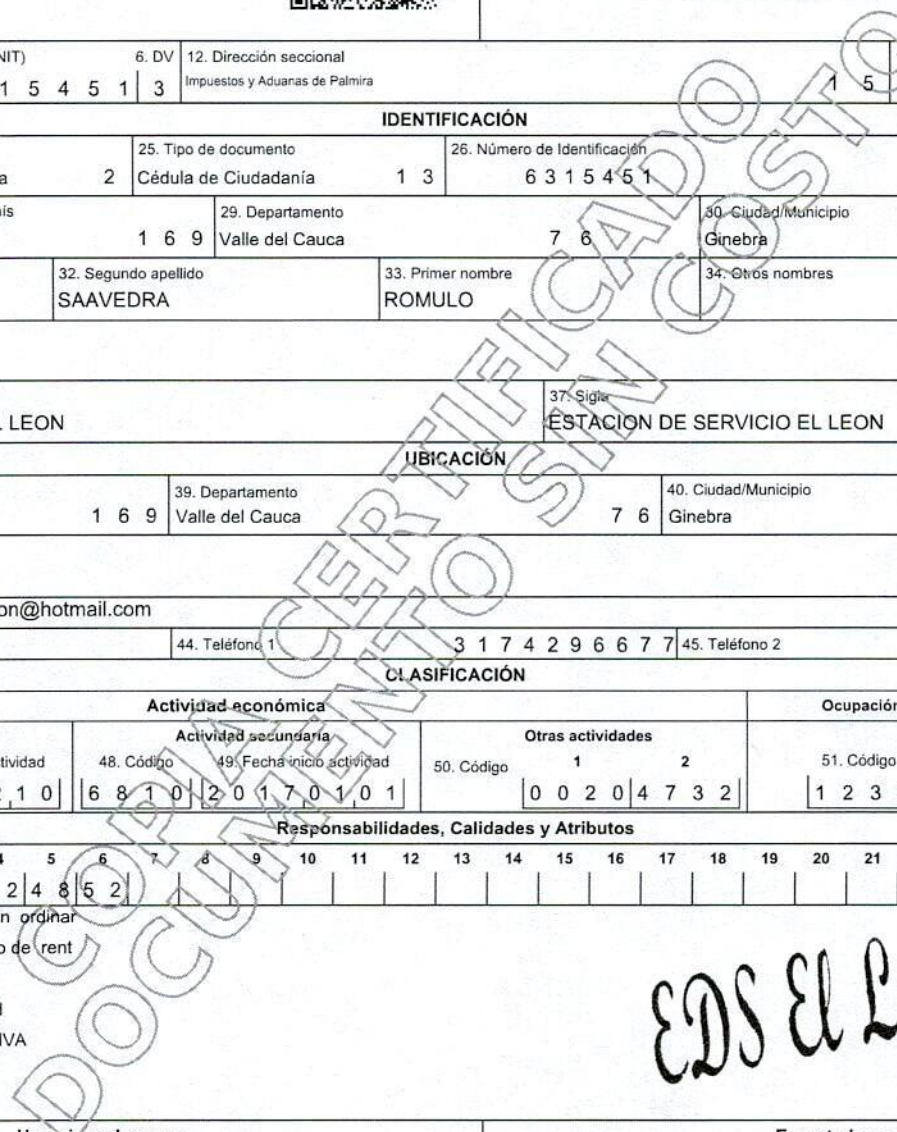 NIT)
6. DV
12. Dirección seccional
1 5 4 5 1 3
Impuestos y Aduanas de Palmira
1 5
IDENTIFICACIÓN
25. Tipo de documento
26. Número de Identificación
a 2
Cédula de Ciudadanía 1 3
6 3 1 5 4 5 1
29. Departamento
30. Ciudad/Municipio
1 6 9
Valle del Cauca 7 6
Ginebra
32. Segundo apellido
33. Primer nombre
34. Otros nombres
SAAVEDRA
ROMULO
37. Sigla
LEON
ESTACION DE SERVICIO EL LEON
UBICACIÓN
39. Departamento
40. Ciudad/Municipio
1 6 9
Valle del Cauca 7 6
Ginebra
on@hotmail.com
44. Teléfono 1
3 1 7 4 2 9 6 6 7 7
45. Teléfono 2
CLASIFICACIÓN
Actividad económica
Ocupación
Actividad secundaria
Otras actividades
tividad
48. Código
49. Fecha inicio actividad
50. Código
1 2
51. Código
1 0
6 8 1 0
2 0 1 7 0 1 0 1
0 0 2 0 4 7 3 2
1 2 3
Responsabilidades, Calidades y Atributos
5 6 7 8 9 10 11 12 13 14 15 16 17 18 19 20 21
2 4 8 5 2
n ordinar
o de rent
IVA
EDS El L
COPIA CERTIFICADO
DOCUMENTO SIN COSTO